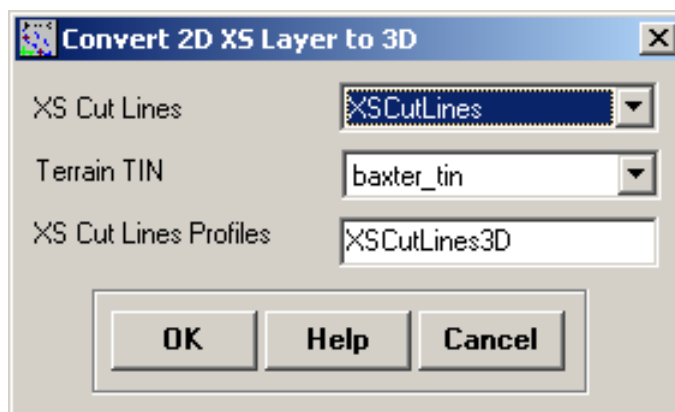 Convert 2D XS Layer to 3D
XS Cut Lines XSCutLines
Terrain TIN baxter_tin
XS Cut Lines Profiles XSCutLines3D
OK Help Cancel